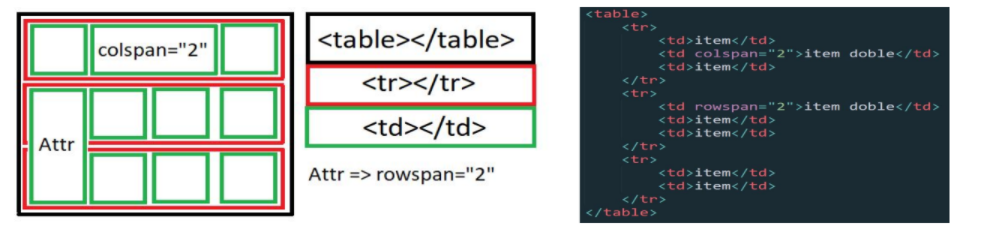 colspan="2"
Attr
<table></table>
<tr></tr>
<td></td>
Attr => rowspan="2"
<table>
<tr>
<td>item</td>
<td colspan="2">item doble</td>
<td>item</td>
</tr>
<tr>
<td rowspan="2">item doble</td>
<td>item</td>
<td>item</td>
</tr>
<tr>
<td>item</td>
<td>item</td>
</tr>
</table>